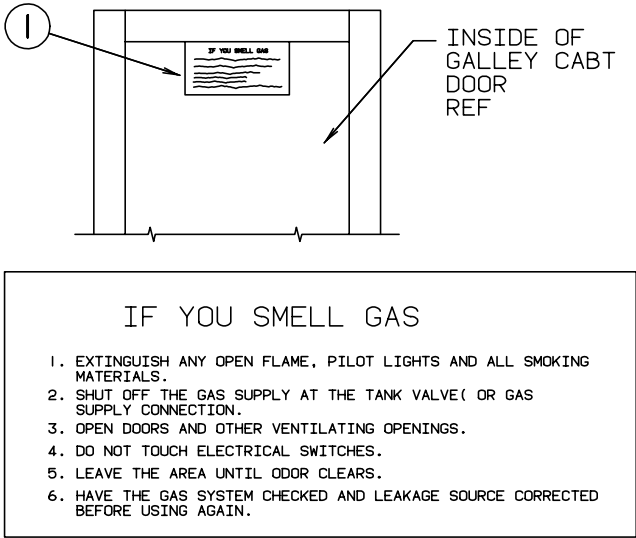 1
INSIDE OF
GALLEY CABT
DOOR
REF
IF YOU SMELL GAS
IF YOU SMELL GAS
1. EXTINGUISH ANY OPEN FLAME, PILOT LIGHTS AND ALL SMOKING
MATERIALS.
2. SHUT OFF THE GAS SUPPLY AT THE TANK VALVE( OR GAS
SUPPLY CONNECTION.
3. OPEN DOORS AND OTHER VENTILATING OPENINGS.
4. DO NOT TOUCH ELECTRICAL SWITCHES.
5. LEAVE THE AREA UNTIL ODOR CLEARS.
6. HAVE THE GAS SYSTEM CHECKED AND LEAKAGE SOURCE CORRECTED
BEFORE USING AGAIN.